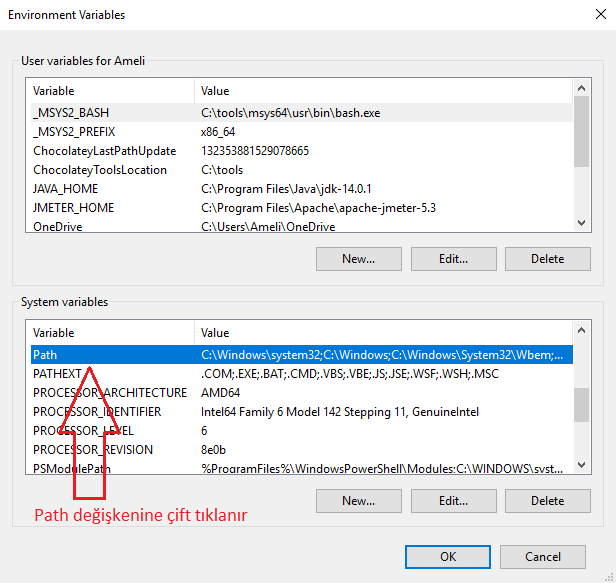 Environment Variables
User variables for Ameli
Variable Value
_MSYS2_BASH C:\tools\msys64\usr\bin\bash.exe
_MSYS2_PREFIX x86_64
ChocolateyLastPathUpdate 132353881529078665
ChocolateyToolsLocation C:\tools
JAVA_HOME C:\Program Files\Java\jdk-14.0.1
JMETER_HOME C:\Program Files\Apache\apache-jmeter-5.3
OneDrive C:\Users\Ameli\OneDrive
New... Edit... Delete
System variables
Variable Value
Path C:\Windows\system32;C:\Windows;C:\Windows\System32\Wbem;...
PATHEXT .COM;.EXE;.BAT;.CMD;.VBS;.VBE;.JS;.JSE;.WSF;.WSH;.MSC
PROCESSOR_ARCHITECTURE AMD64
PROCESSOR_IDENTIFIER Intel64 Family 6 Model 142 Stepping 11, GenuineIntel
PROCESSOR_LEVEL 6
PROCESSOR_REVISION 8e0b
PSModulePath %ProgramFiles%\WindowsPowerShell\Modules;C:\WINDOWS\syst...
New... Edit... Delete
Path değişkenine çift tıklanır
OK Cancel